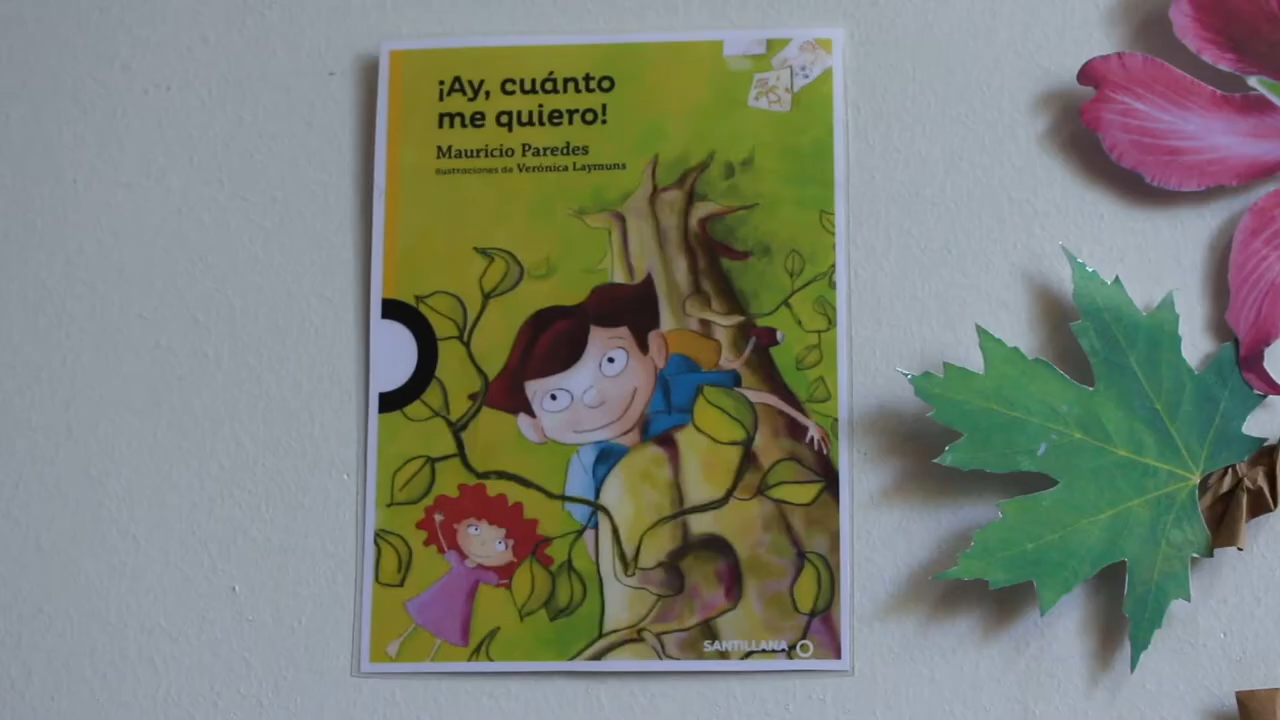 ¡Ay, cuánto
me quiero!
Mauricio Paredes
Ilustraciones de Verónica Laymuns
SANTILLANA